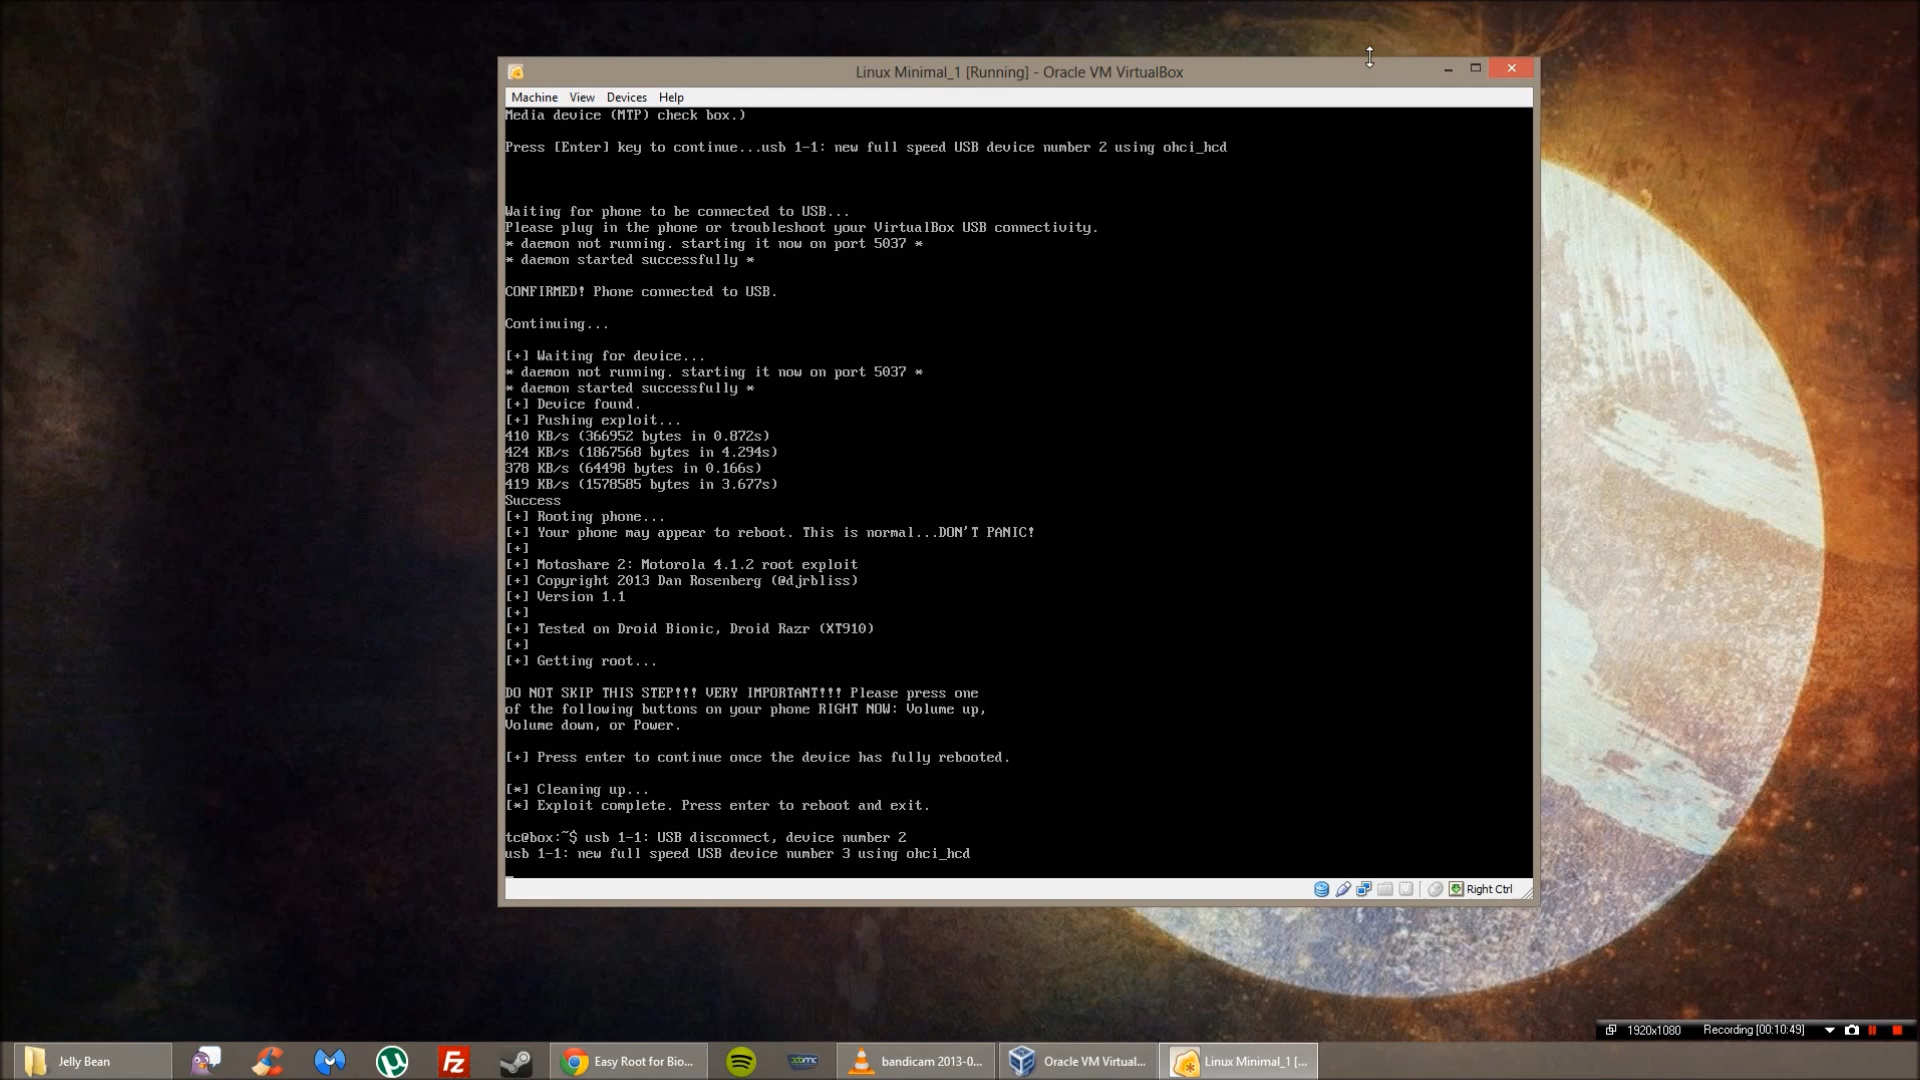 Linux Minimal_1 [Running] - Oracle VM VirtualBox
Machine View Devices Help
Media device (MTP) check box.)
Press [Enter] key to continue...usb 1-1: new full speed USB device number 2 using ohci_hcd
Waiting for phone to be connected to USB...
Please plug in the phone or troubleshoot your VirtualBox USB connectivity.
* daemon not running. starting it now on port 5037 *
* daemon started successfully *
CONFIRMED! Phone connected to USB.
Continuing...
[+] Waiting for device...
* daemon not running. starting it now on port 5037 *
* daemon started successfully *
[+] Device found.
[+] Pushing exploit...
410 KB/s (366952 bytes in 0.872s)
424 KB/s (1867568 bytes in 4.294s)
378 KB/s (64498 bytes in 0.166s)
419 KB/s (1578585 bytes in 3.677s)
Success
[+] Rooting phone...
[+] Your phone may appear to reboot. This is normal...DON'T PANIC!
[+]
[+] Motoshare 2: Motorola 4.1.2 root exploit
[+] Copyright 2013 Dan Rosenberg (@djrbliss)
[+] Version 1.1
[+]
[+] Tested on Droid Bionic, Droid Razr (XT910)
[+]
[+] Getting root...
DO NOT SKIP THIS STEP!!! VERY IMPORTANT!!! Please press one
of the following buttons on your phone RIGHT NOW: Volume up,
Volume down, or Power.
[+] Press enter to continue once the device has fully rebooted.
[*] Cleaning up...
[*] Exploit complete. Press enter to reboot and exit.
tc@box:~$ usb 1-1: USB disconnect, device number 2
usb 1-1: new full speed USB device number 3 using ohci_hcd
Right Ctrl
1920x1080 Recording [00:10:49]
Jelly Bean
Easy Root for Bio...
xbmc
bandicam 2013-0...
Oracle VM Virtual...
Linux Minimal_1 [...